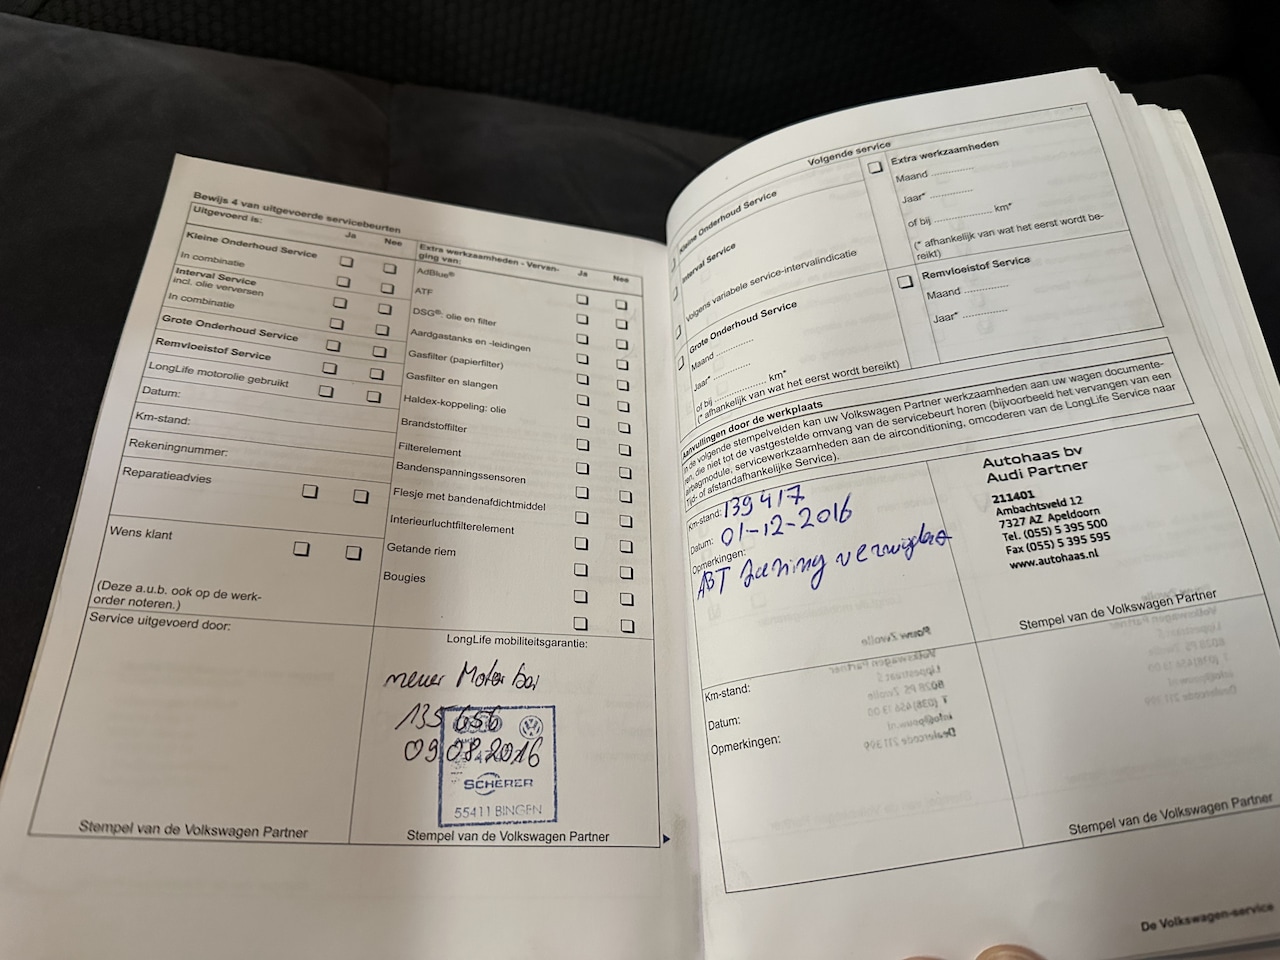 Bewijs 4 van uitgevoerde servicebeurten
Uitgevoerd is:
Ja
Nee
Kleine Onderhoud Service
In combinatie
Interval Service
incl. olie verversen
In combinatie
Grote Onderhoud Service
Remvloeistof Service
LongLife motorolie gebruikt
Datum:
Km-stand:
Rekeningnummer:
Reparatieadvies
Wens klant
(Deze a.u.b. ook op de werk-
order noteren.)
Extra werkzaamheden - Vervan-
ging van:
Ja
Nee
AdBlue®
ATF
DSG®- olie en filter
Aardgastanks en -leidingen
Gasfilter (papierfilter)
Gasfilter en slangen
Haldex-koppeling: olie
Brandstoffilter
Filterelement
Bandenspanningssensoren
Flesje met bandenafdichtmiddel
Interieurluchtfilterelement
Getande riem
Bougies
Service uitgevoerd door:
Stempel van de Volkswagen Partner
LongLife mobiliteitsgarantie:
neuer Motor bei
135 656
09.08.2016
SCHERER
55411 BINGEN
Stempel van de Volkswagen Partner
Volgende service
Kleine Onderhoud Service
Interval Service
Volgens variabele service-intervalindicatie
Grote Onderhoud Service
Maand ..............
Jaar* ..............
of bij .................... km*
(* afhankelijk van wat het eerst wordt bereikt)
Extra werkzaamheden
Maand ..............
Jaar* ..............
of bij .................... km*
(* afhankelijk van wat het eerst wordt be-
reikt)
Remvloeistof Service
Maand ..............
Jaar* ..............
Aanvullingen door de werkplaats
In de volgende stempelvelden kan uw Volkswagen Partner werkzaamheden aan uw wagen documente-
ren, die niet tot de vastgestelde omvang van de servicebeurt horen (bijvoorbeeld het vervangen van een
airbagmodule, servicewerkzaamheden aan de airconditioning, omcoderen van de LongLife Service naar
Tijd- of afstandafhankelijke Service).
Km-stand: 139 417
Datum: 01-12-2016
Opmerkingen:
ABT tuning verwijderd
Autohaas bv
Audi Partner
211401
Ambachtsveld 12
7327 AZ Apeldoorn
Tel. (055) 5 395 500
Fax (055) 5 395 595
www.autohaas.nl
Stempel van de Volkswagen Partner
Km-stand:
Datum:
Opmerkingen:
Stempel van de Volkswagen Partner
De Volkswagen-service